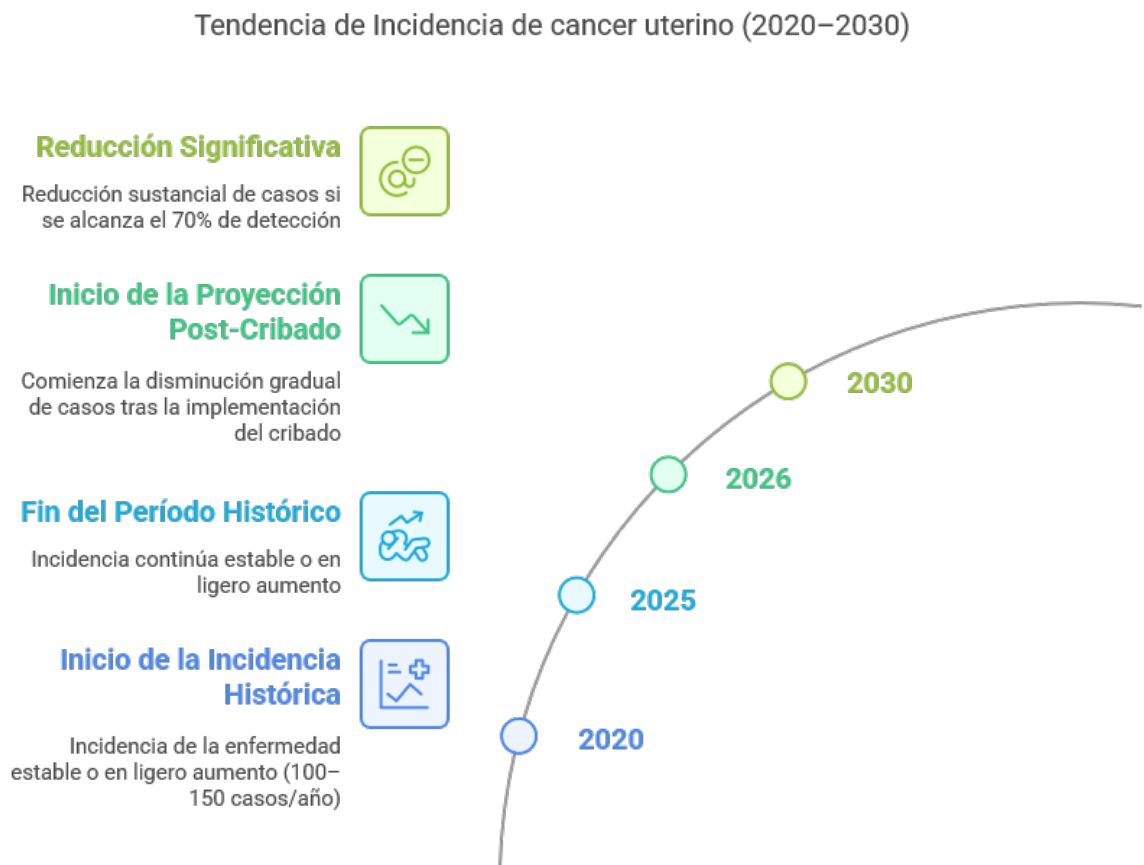 Tendencia de Incidencia de cancer uterino (2020–2030)
Reducción Significativa
Reducción sustancial de casos si
se alcanza el 70% de detección
Inicio de la Proyección
Post-Cribado
Comienza la disminución gradual
de casos tras la implementación
del cribado
Fin del Período Histórico
Incidencia continúa estable o en
ligero aumento
Inicio de la Incidencia
Histórica
Incidencia de la enfermedad
estable o en ligero aumento (100–
150 casos/año)
2030
2026
2025
2020